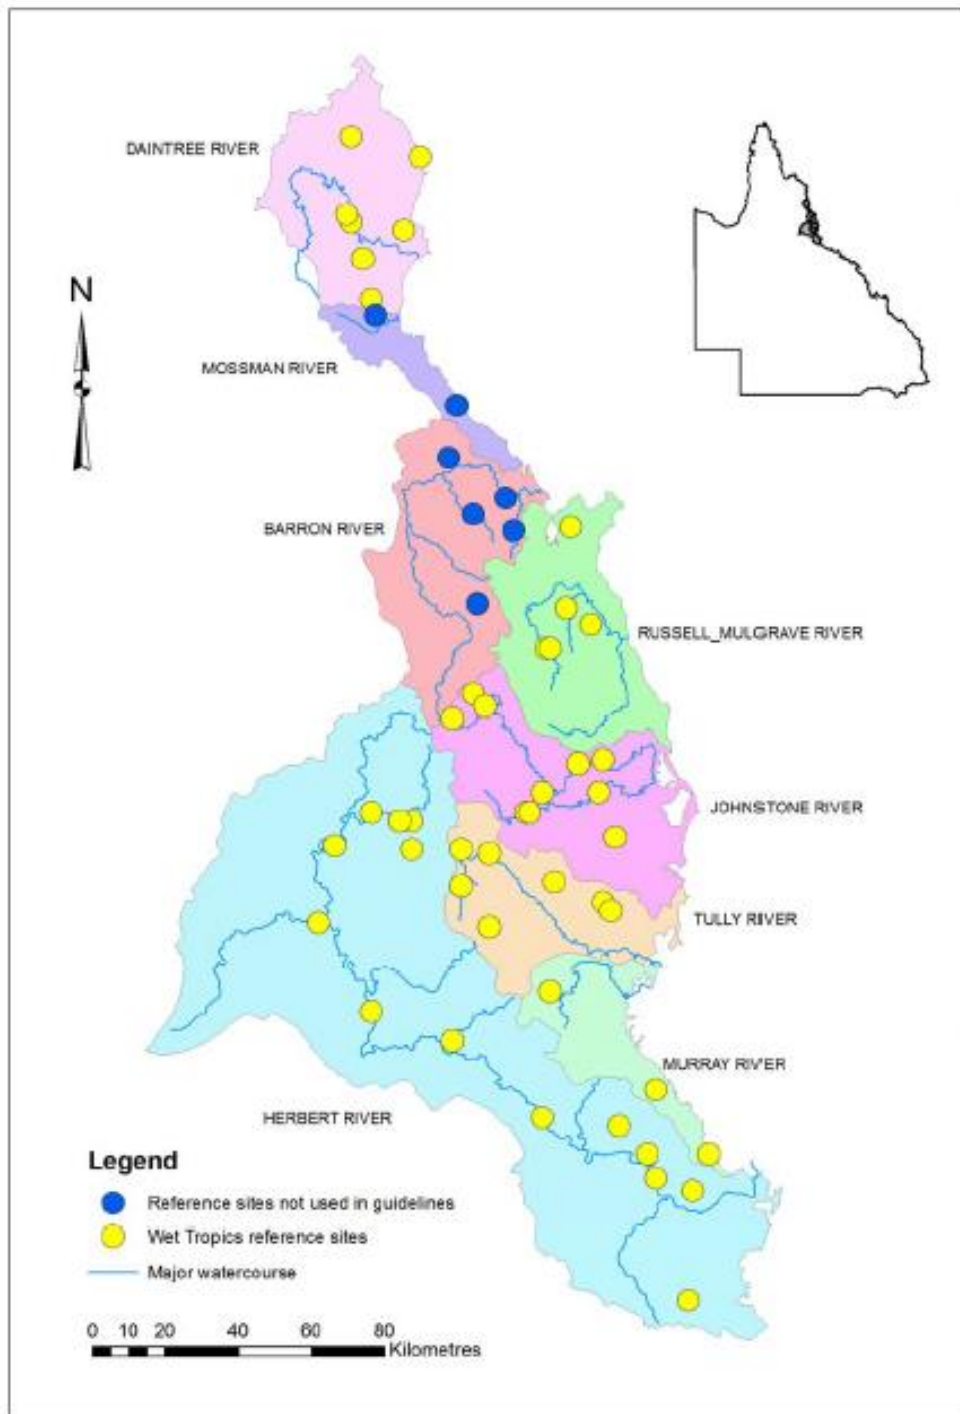 DAINTREE RIVER
N
MOSSMAN RIVER
BARRON RIVER
RUSSELL_MULGRAVE RIVER
JOHNSTONE RIVER
TULLY RIVER
MURRAY RIVER
HERBERT RIVER
Legend
Reference sites not used in guidelines
Wet Tropics reference sites
Major watercourse
0 10 20 40 60 80
Kilometres